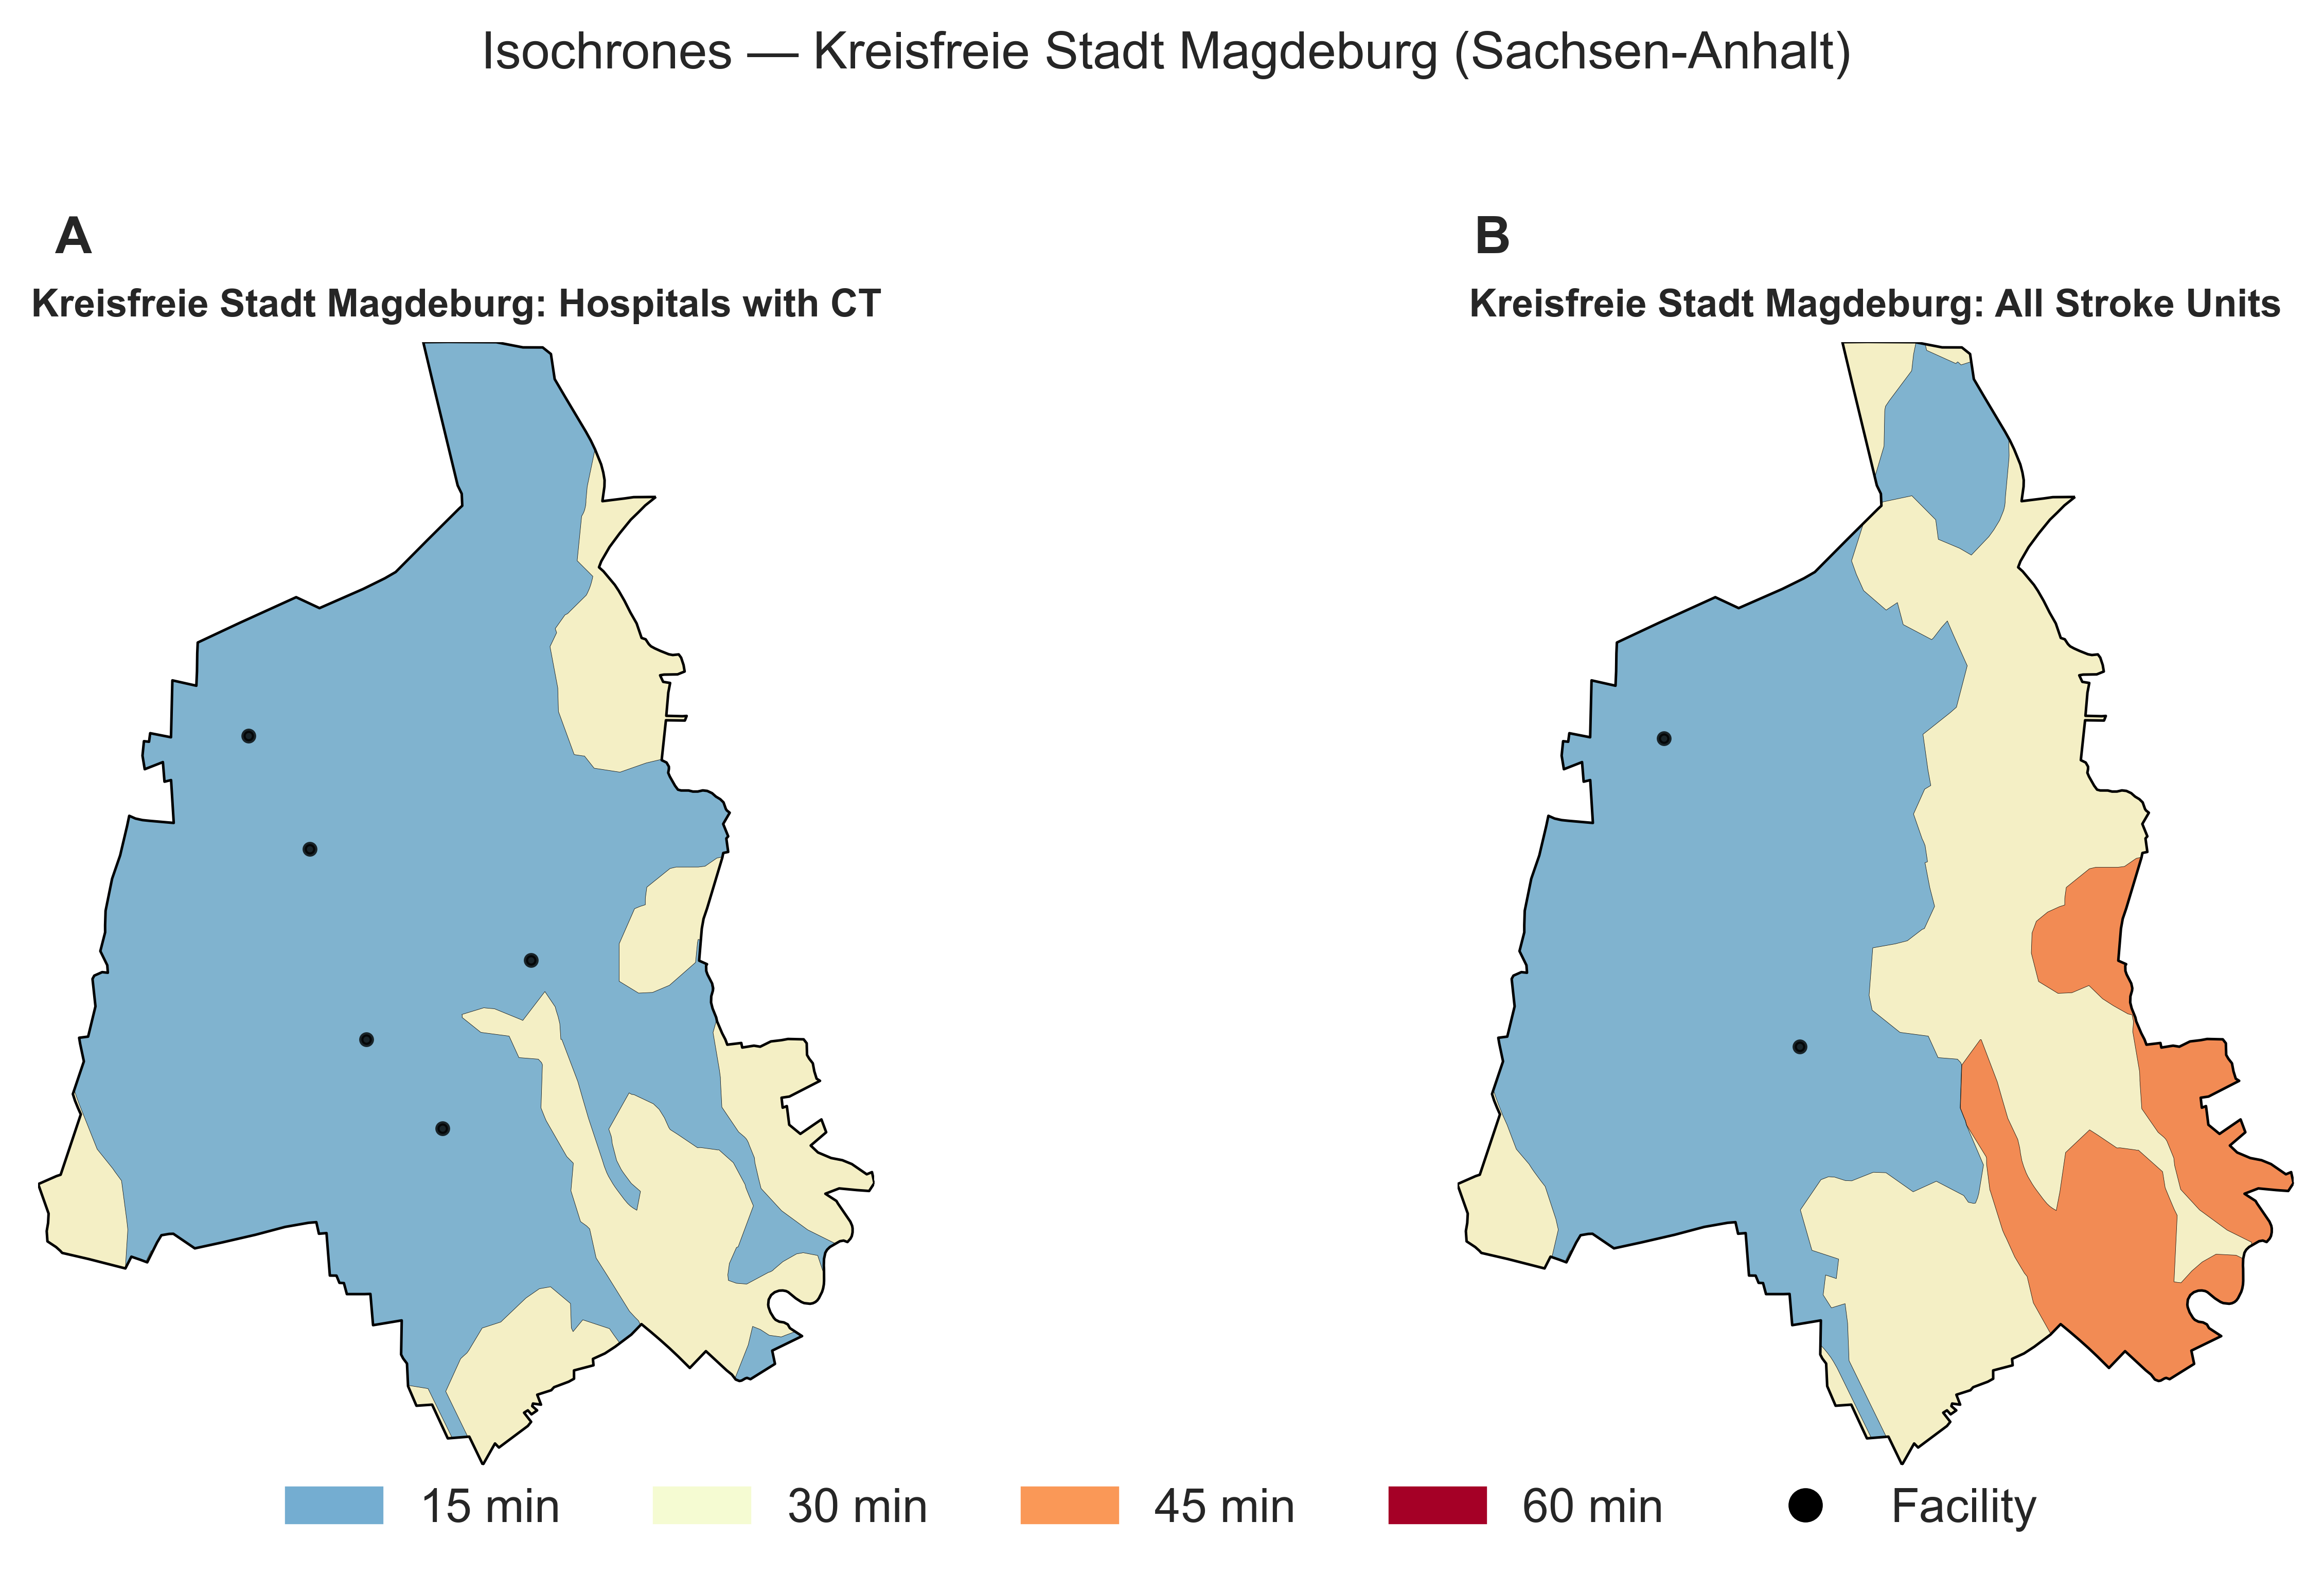 Isochrones — Kreisfreie Stadt Magdeburg (Sachsen-Anhalt)
A
Kreisfreie Stadt Magdeburg: Hospitals with CT
B
Kreisfreie Stadt Magdeburg: All Stroke Units
15 min
30 min
45 min
60 min
Facility